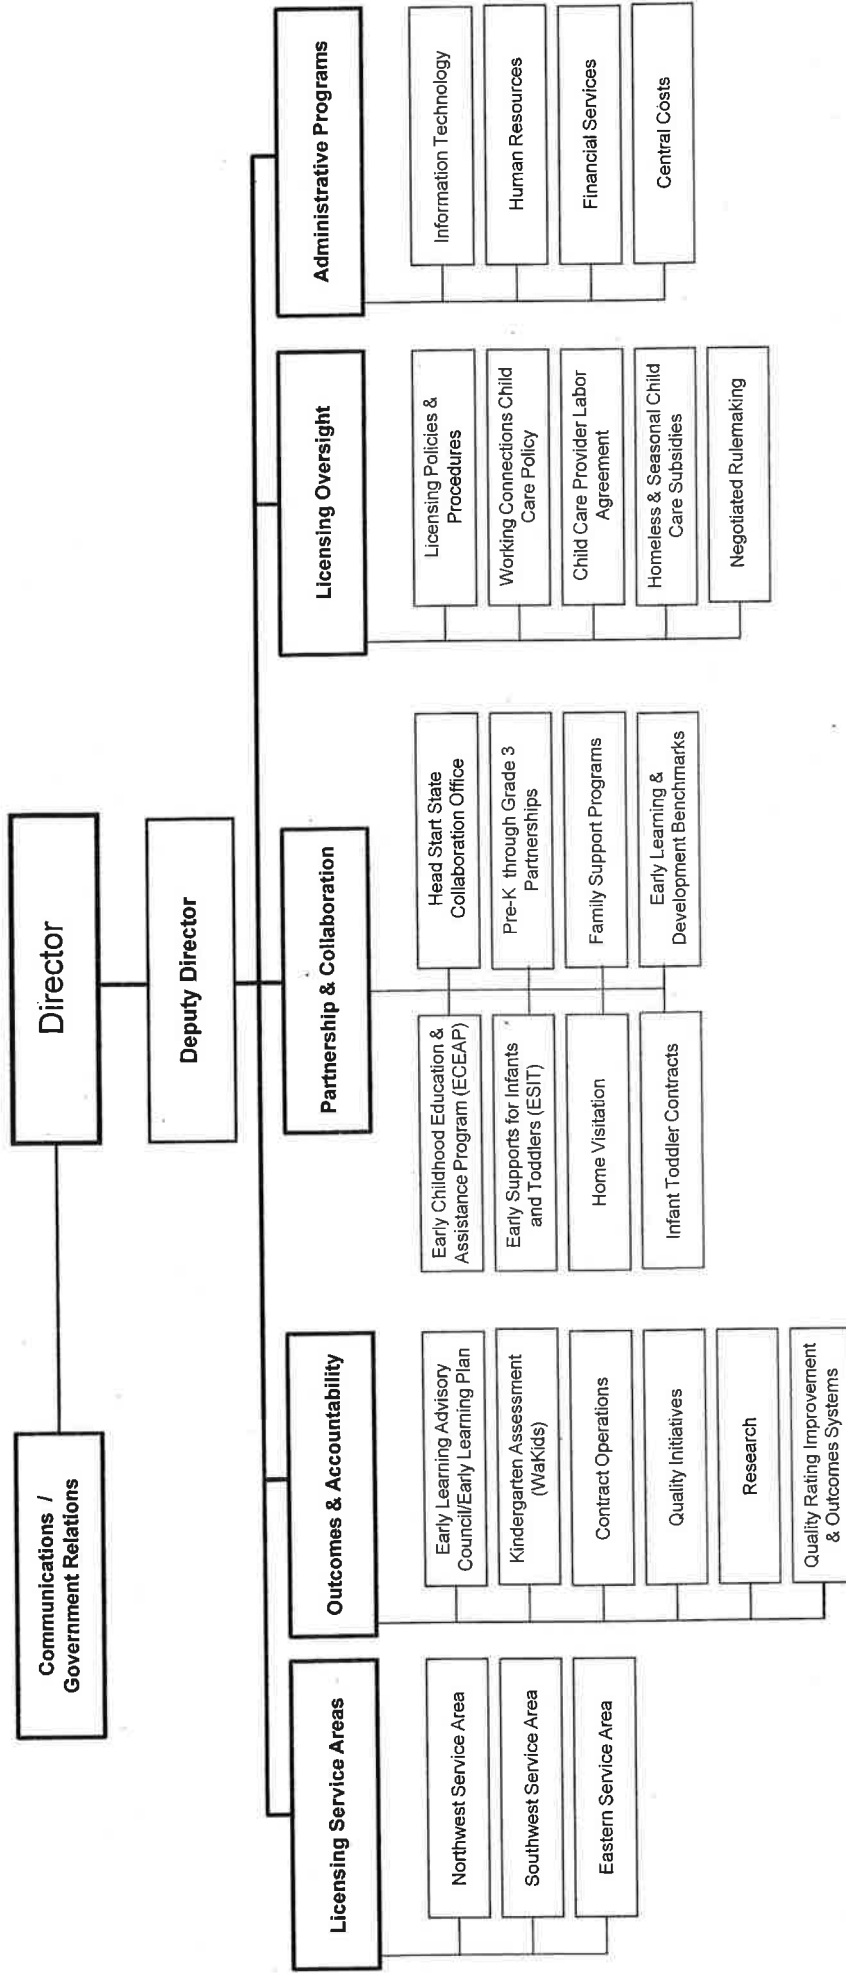 Director
Communications /
Government Relations
Deputy Director
Licensing Service Areas
Northwest Service Area
Southwest Service Area
Eastern Service Area
Outcomes & Accountability
Early Learning Advisory
Council/Early Learning Plan
Kindergarten Assessment
(WaKids)
Contract Operations
Quality Initiatives
Research
Quality Rating Improvement
& Outcomes Systems
Partnership & Collaboration
Early Childhood Education &
Assistance Program (ECEAP)
Early Supports for Infants
and Toddlers (ESIT)
Home Visitation
Infant Toddler Contracts
Head Start State
Collaboration Office
Pre-K through Grade 3
Partnerships
Family Support Programs
Early Learning &
Development Benchmarks
Licensing Oversight
Licensing Policies &
Procedures
Working Connections Child
Care Policy
Child Care Provider Labor
Agreement
Homeless & Seasonal Child
Care Subsidies
Negotiated Rulemaking
Administrative Programs
Information Technology
Human Resources
Financial Services
Central Costs